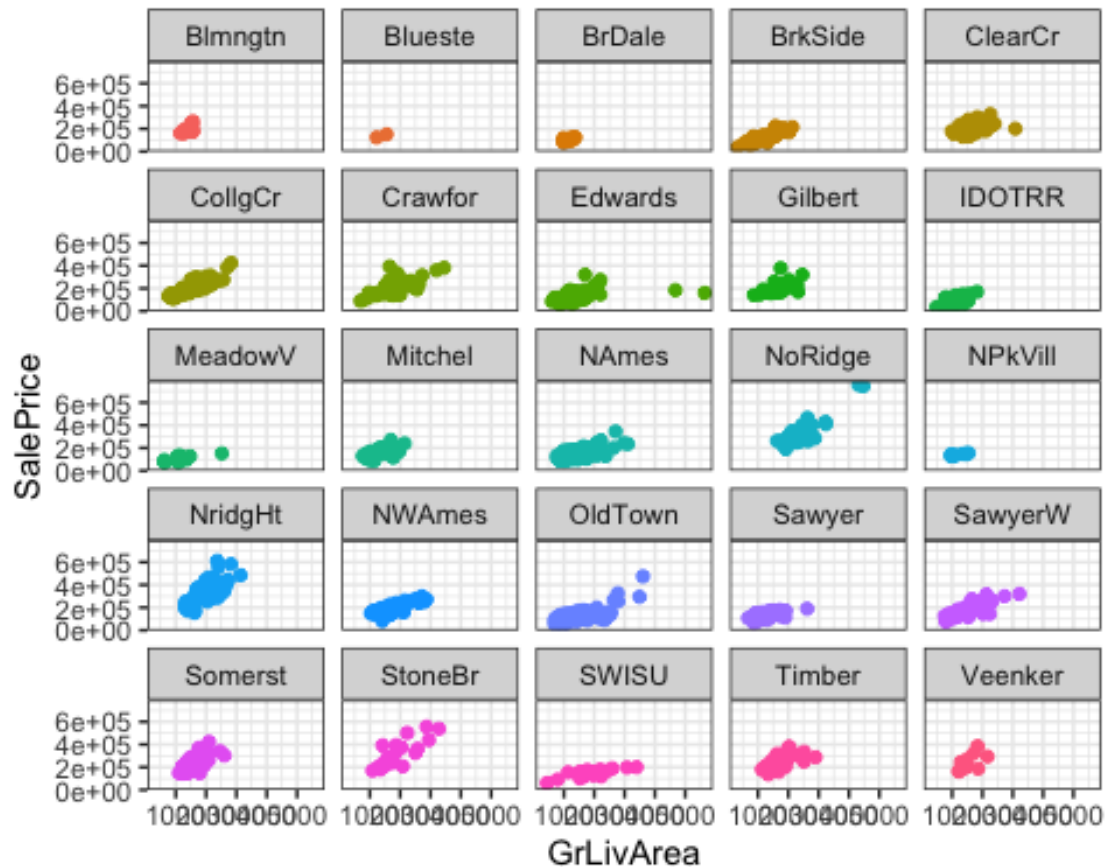 Blmngtn Blueste BrDale BrkSide ClearCr
6e+05
4e+05
2e+05
0e+00
CollgCr Crawfor Edwards Gilbert IDOTRR
6e+05
4e+05
2e+05
0e+00
MeadowV Mitchel NAmes NoRidge NPkVill
6e+05
4e+05
2e+05
0e+00
SalePrice
NridgHt NWAmes OldTown Sawyer SawyerW
6e+05
4e+05
2e+05
0e+00
Somerst StoneBr SWISU Timber Veenker
6e+05
4e+05
2e+05
0e+00
GrLivArea